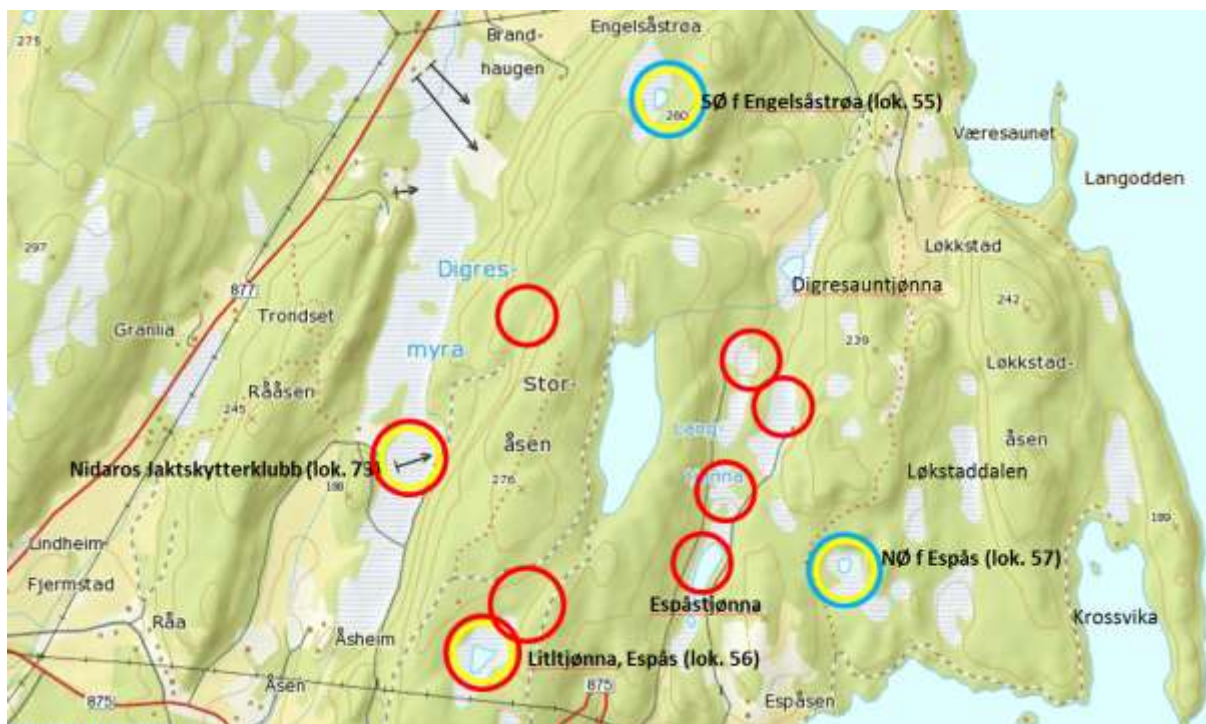 Engelsåstrøa
275
Brand-
haugen
SØ f Engelsåstrøa (lok. 55)
260
Væresaunet
Langodden
297
Digres-
Løkkstad
877
Digresauntjønna
242
Trondset
Granlia
myra
239
Løkkstad-
Stor-
Rååsen
245
Lang-
åsen
åsen
Nidaros Jaktskytterklubb (lok. 73)
198
276
Løkstaddalen
189
Lindheim-
NØ f Espås (lok. 57)
Fjermstad
Espåstjønna
Råa
Åsheim
Krossvika
Litltjønna, Espås (lok. 56)
Åsen
875
875
Espåsen